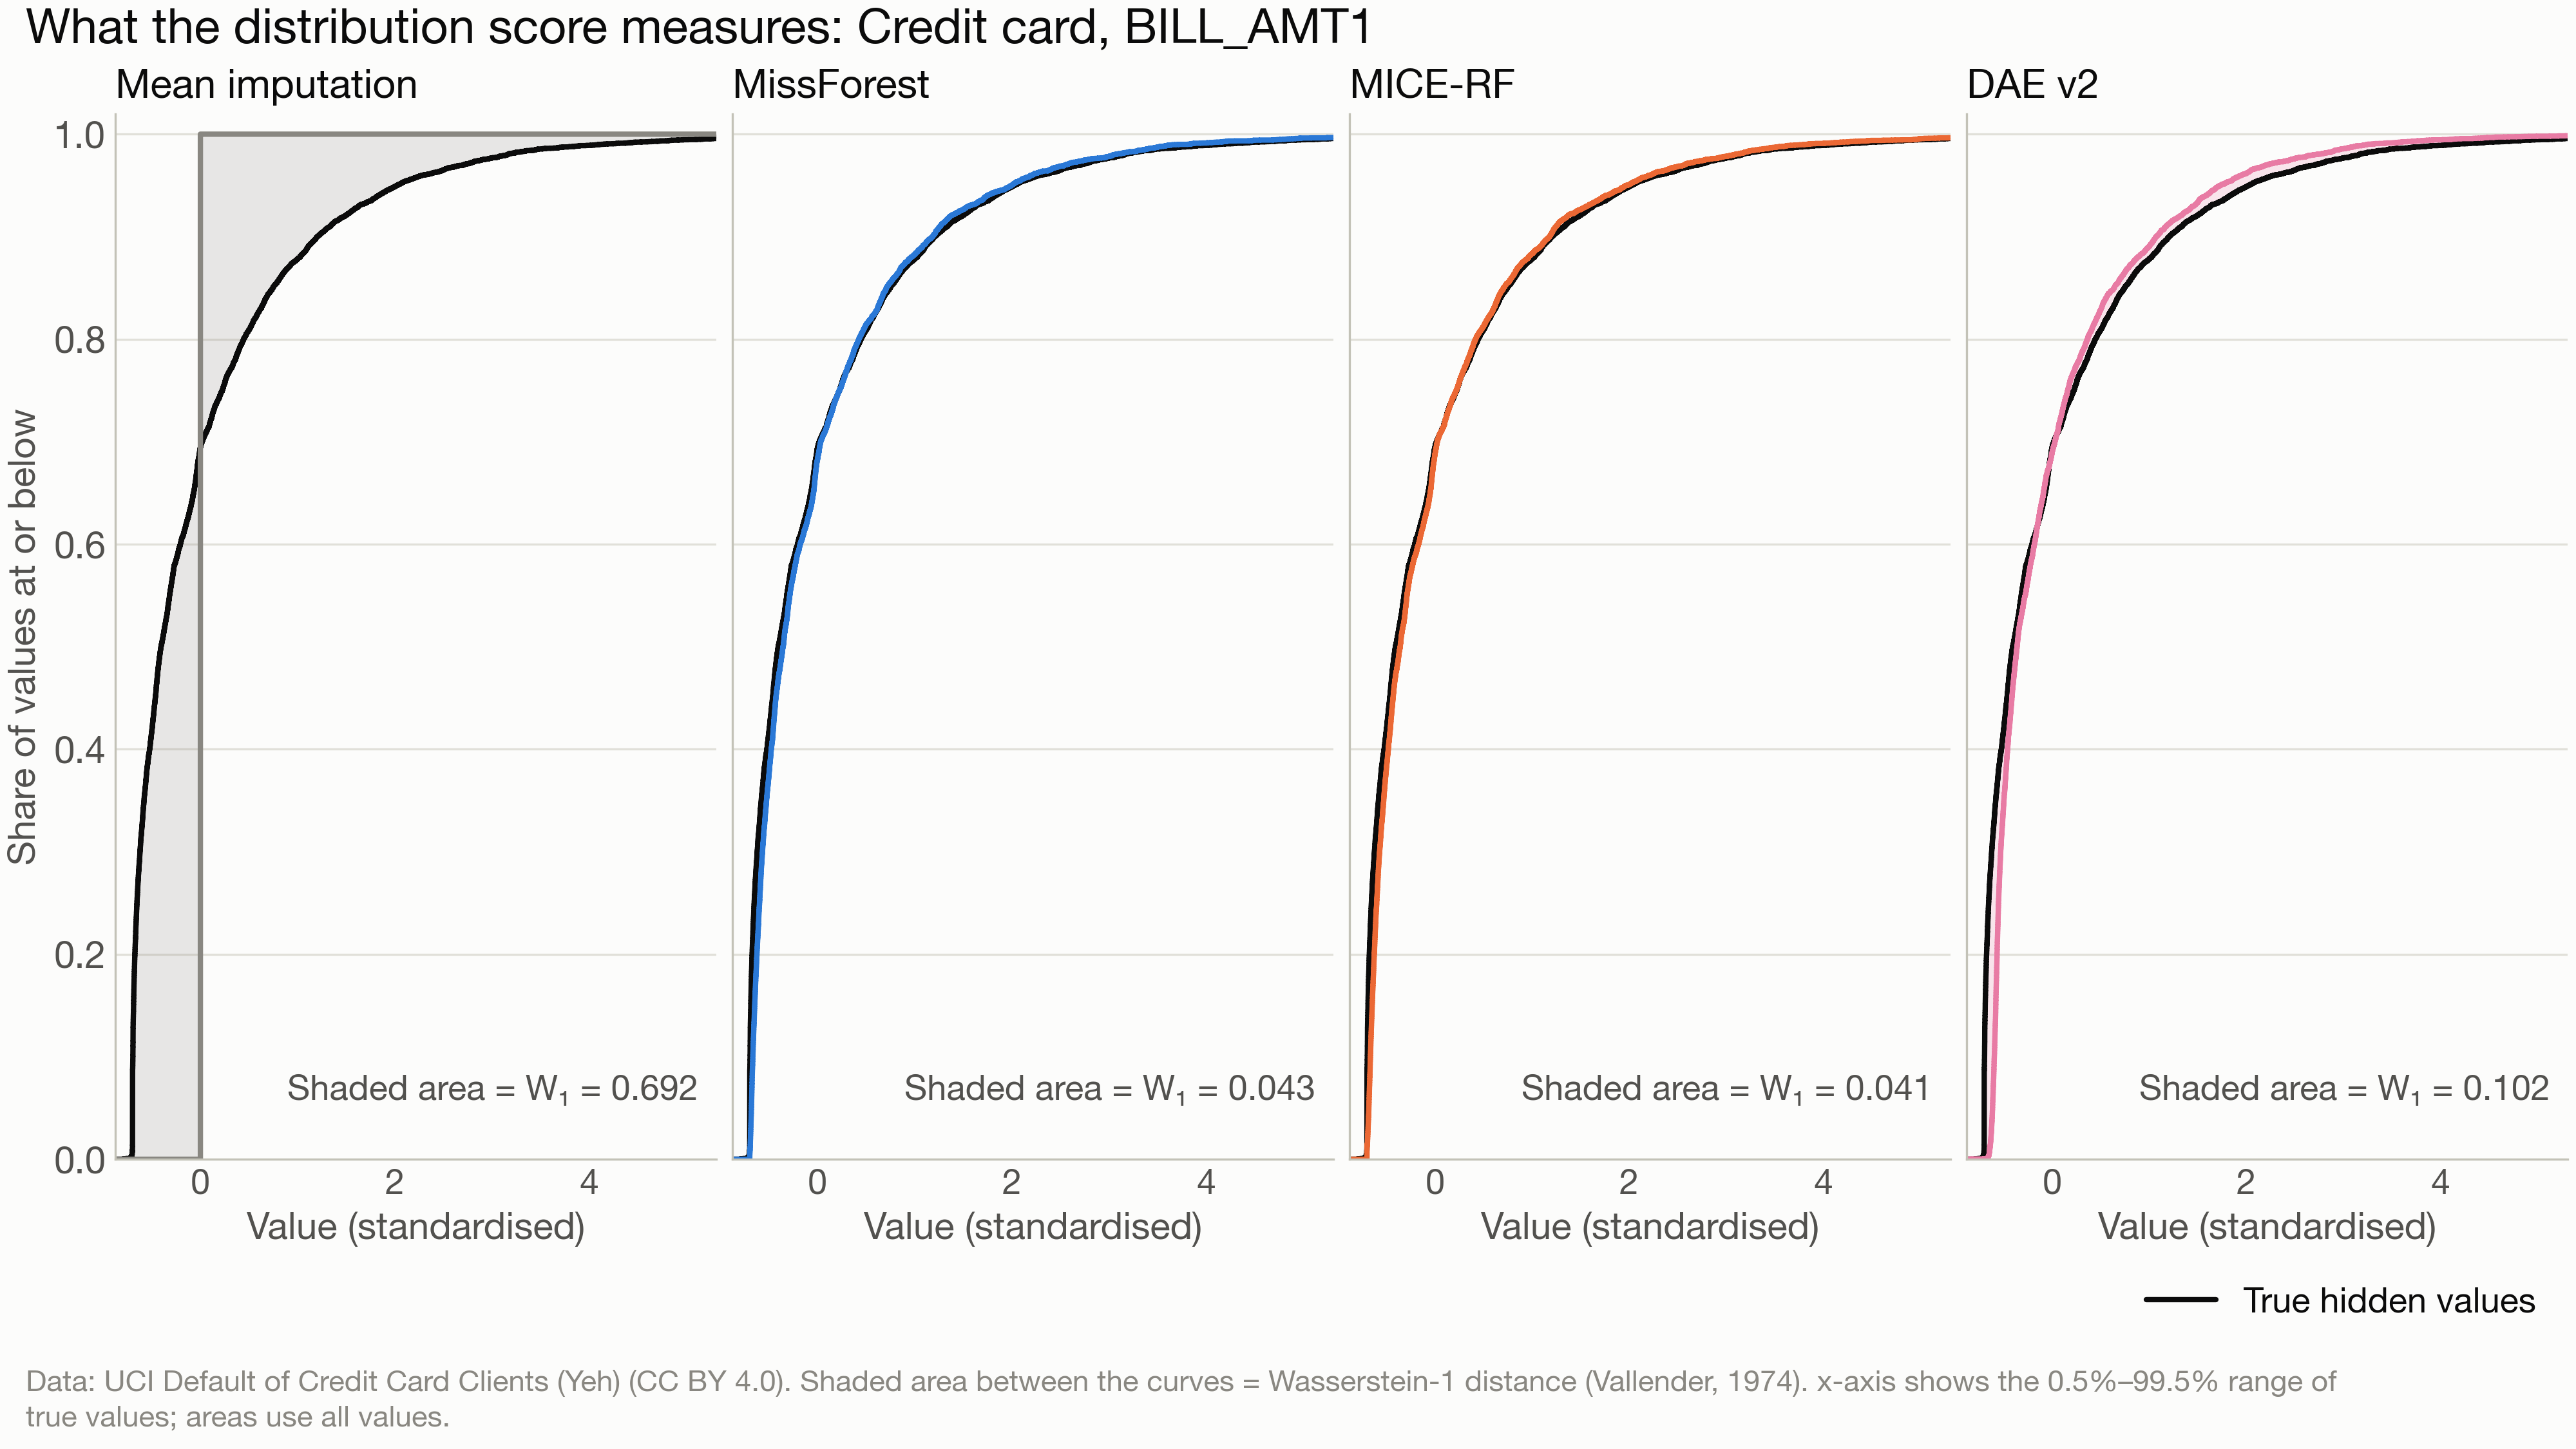 What the distribution score measures: Credit card, BILL_AMT1
Mean imputation
MissForest
MICE-RF
DAE v2
Share of values at or below
1.0
0.8
0.6
0.4
0.2
0.0
Shaded area = W₁ = 0.692
Shaded area = W₁ = 0.043
Shaded area = W₁ = 0.041
Shaded area = W₁ = 0.102
0 2 4
0 2 4
0 2 4
0 2 4
Value (standardised)
Value (standardised)
Value (standardised)
Value (standardised)
True hidden values
Data: UCI Default of Credit Card Clients (Yeh) (CC BY 4.0). Shaded area between the curves = Wasserstein-1 distance (Vallender, 1974). x-axis shows the 0.5%–99.5% range of
true values; areas use all values.